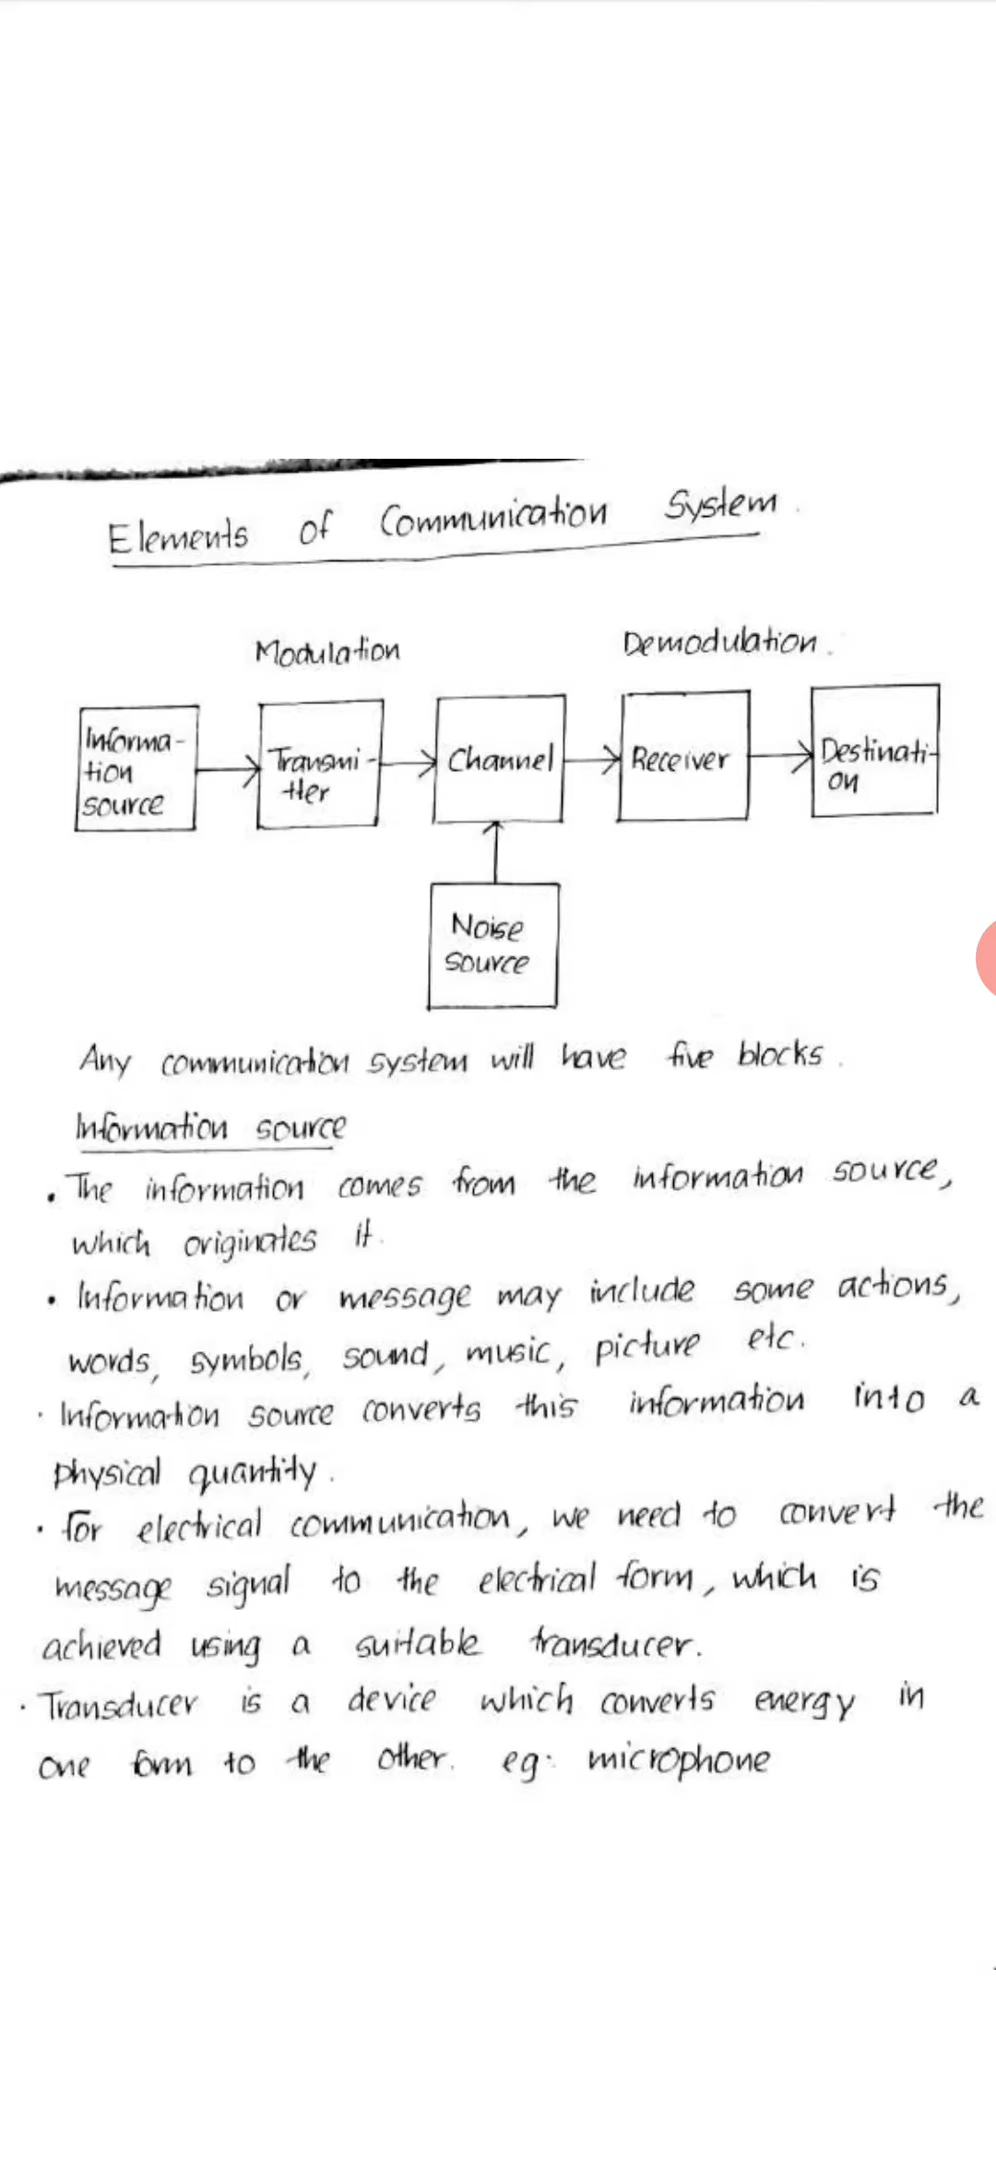 Elements of Communication System.
Modulation
Demodulation.
Informa-
tion
source
Transmi-
tter
Channel
Receiver
Destinati-
on
Noise
source
Any communication system will have five blocks.
Information source
• The information comes from the information source,
which originates it.
• Information or message may include some actions,
words, symbols, sound, music, picture etc.
• Information source converts this information into a
physical quantity.
• For electrical communication, we need to convert the
message signal to the electrical form, which is
achieved using a suitable transducer.
• Transducer is a device which converts energy in
one form to the other. eg: microphone